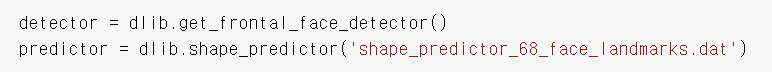 detector = dlib.get_frontal_face_detector()
predictor = dlib.shape_predictor('shape_predictor_68_face_landmarks.dat')